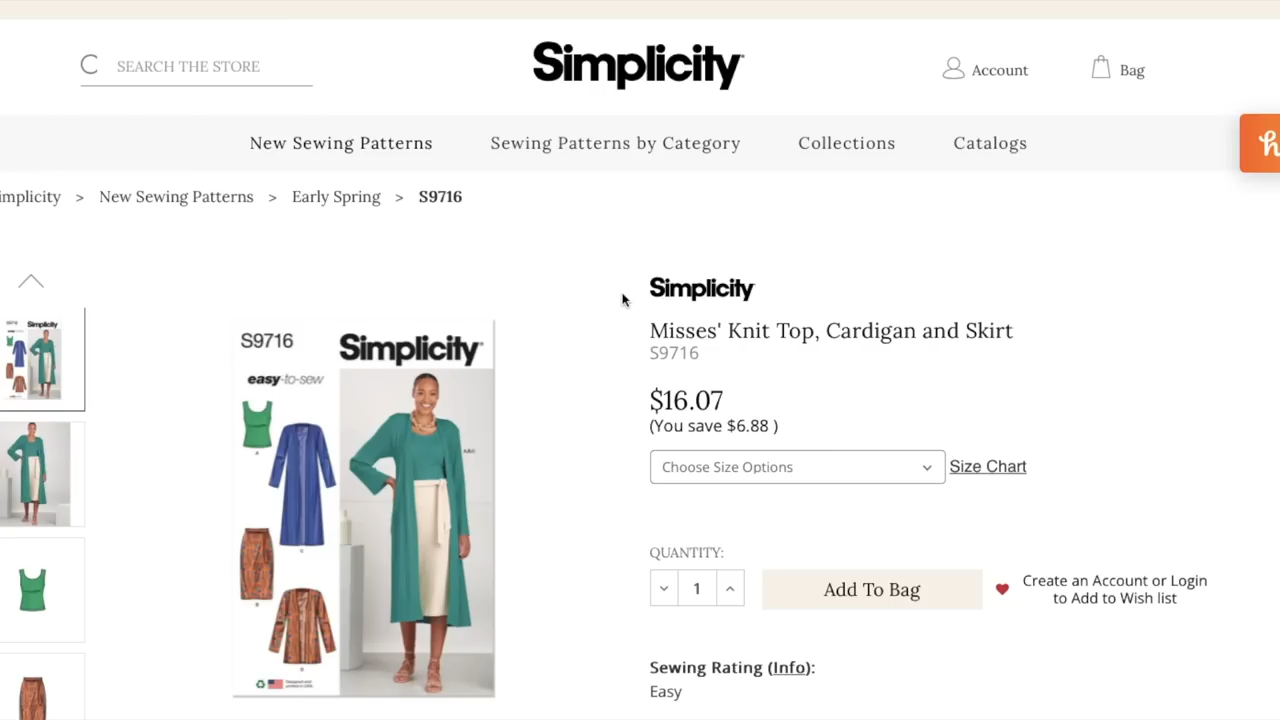 SEARCH THE STORE
Simplicity
Account
Bag
New Sewing Patterns
Sewing Patterns by Category
Collections
Catalogs
implicity > New Sewing Patterns > Early Spring > S9716
Simplicity
Simplicity
Misses' Knit Top, Cardigan and Skirt
S9716
$16.07
(You save $6.88 )
Choose Size Options
Size Chart
S9716
Simplicity
easy-to-sew
QUANTITY:
1
Add To Bag
Create an Account or Login
to Add to Wish list
Sewing Rating (Info):
Easy